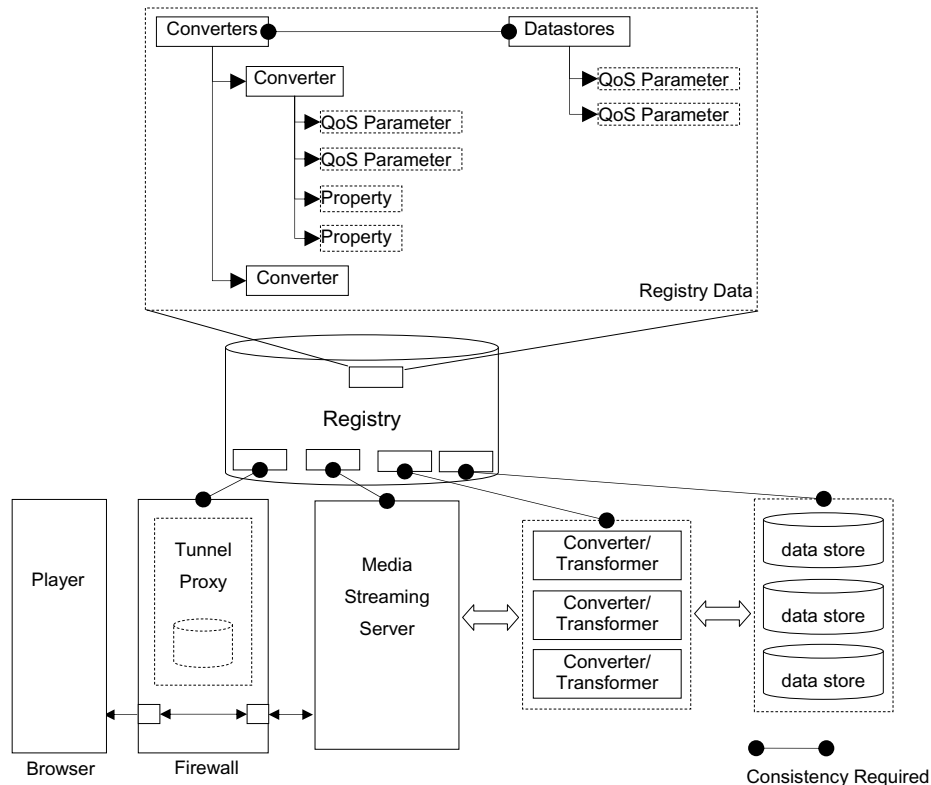 Converters
Datastores
Converter
QoS Parameter
QoS Parameter
QoS Parameter
QoS Parameter
Property
Property
Converter
Registry Data
Registry
Player
Tunnel
Proxy
Media
Streaming
Server
Converter/
Transformer
Converter/
Transformer
Converter/
Transformer
data store
data store
data store
Browser
Firewall
Consistency Required